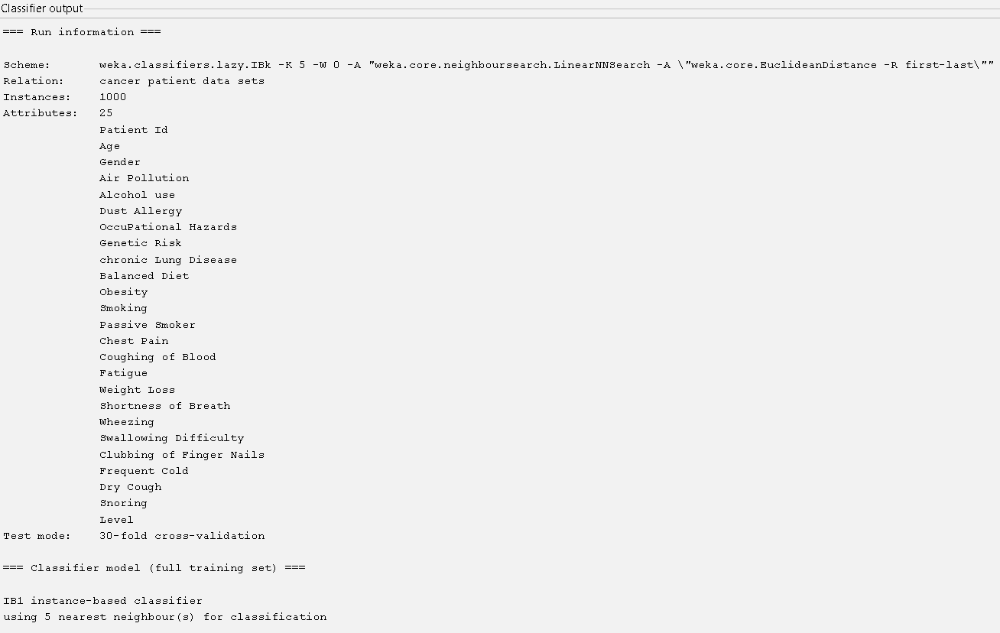 Classifier output
=== Run information ===
Scheme: weka.classifiers.lazy.IBk -K 5 -W 0 -A "weka.core.neighboursearch.LinearNNSearch -A \"weka.core.EuclideanDistance -R first-last\""
Relation: cancer patient data sets
Instances: 1000
Attributes: 25
Patient Id
Age
Gender
Air Pollution
Alcohol use
Dust Allergy
OccuPational Hazards
Genetic Risk
chronic Lung Disease
Balanced Diet
Obesity
Smoking
Passive Smoker
Chest Pain
Coughing of Blood
Fatigue
Weight Loss
Shortness of Breath
Wheezing
Swallowing Difficulty
Clubbing of Finger Nails
Frequent Cold
Dry Cough
Snoring
Level
Test mode: 30-fold cross-validation
=== Classifier model (full training set) ===
IB1 instance-based classifier
using 5 nearest neighbour(s) for classification